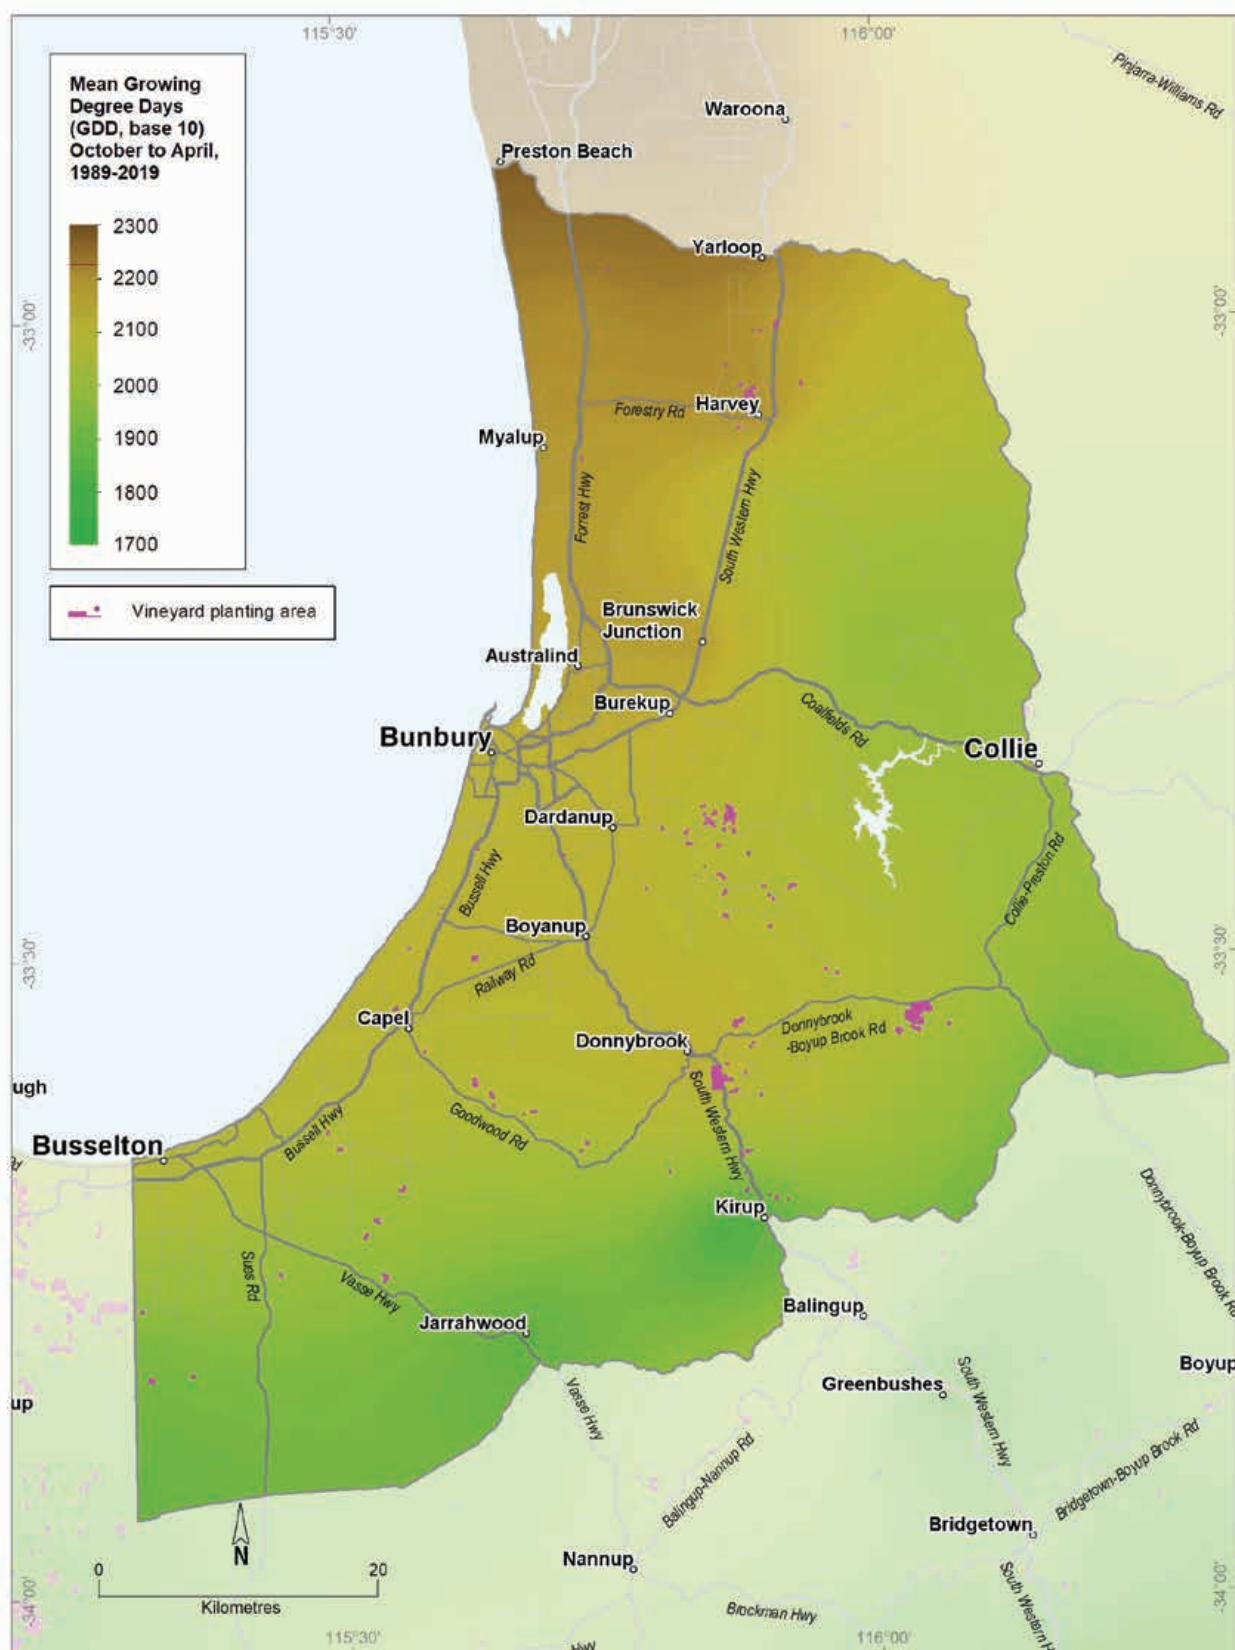 115°30'
116°00'
Pinjarra-Williams Rd
Mean Growing
Degree Days
(GDD, base 10)
October to April,
1989-2019
2300
2200
2100
2000
1900
1800
1700
Vineyard planting area
Waroona
Preston Beach
Yarloop
-33°00'
-33°00'
Harvey
Forestry Rd
Myalup
Forrest Hwy
South Western Hwy
Brunswick
Junction
Australind
Burekup
Coalfields Rd
Bunbury
Collie
Dardanup
Bussell Hwy
Collie-Preston Rd
Boyanup
-33°30'
-33°30'
Railway Rd
Capel
Donnybrook
-Boyup Brook Rd
Donnybrook
ugh
South Western Hwy
Goodwood Rd
Bussell Hwy
Busselton
Rd
Donnybrook-Boyup Brook Rd
Kirup
Sues Rd
Vasse Hwy
Balingup
Jarrahwood
Boyup
Greenbushes
South Western Hwy
up
Vasse Hwy
Balingup-Nannup Rd
Bridgetown-Boyup Brook Rd
Bridgetown
N
Nannup
0 20
Kilometres
South Western H
-34°00'
-34°00'
Brockman Hwy
115°30'
116°00'
Hwy